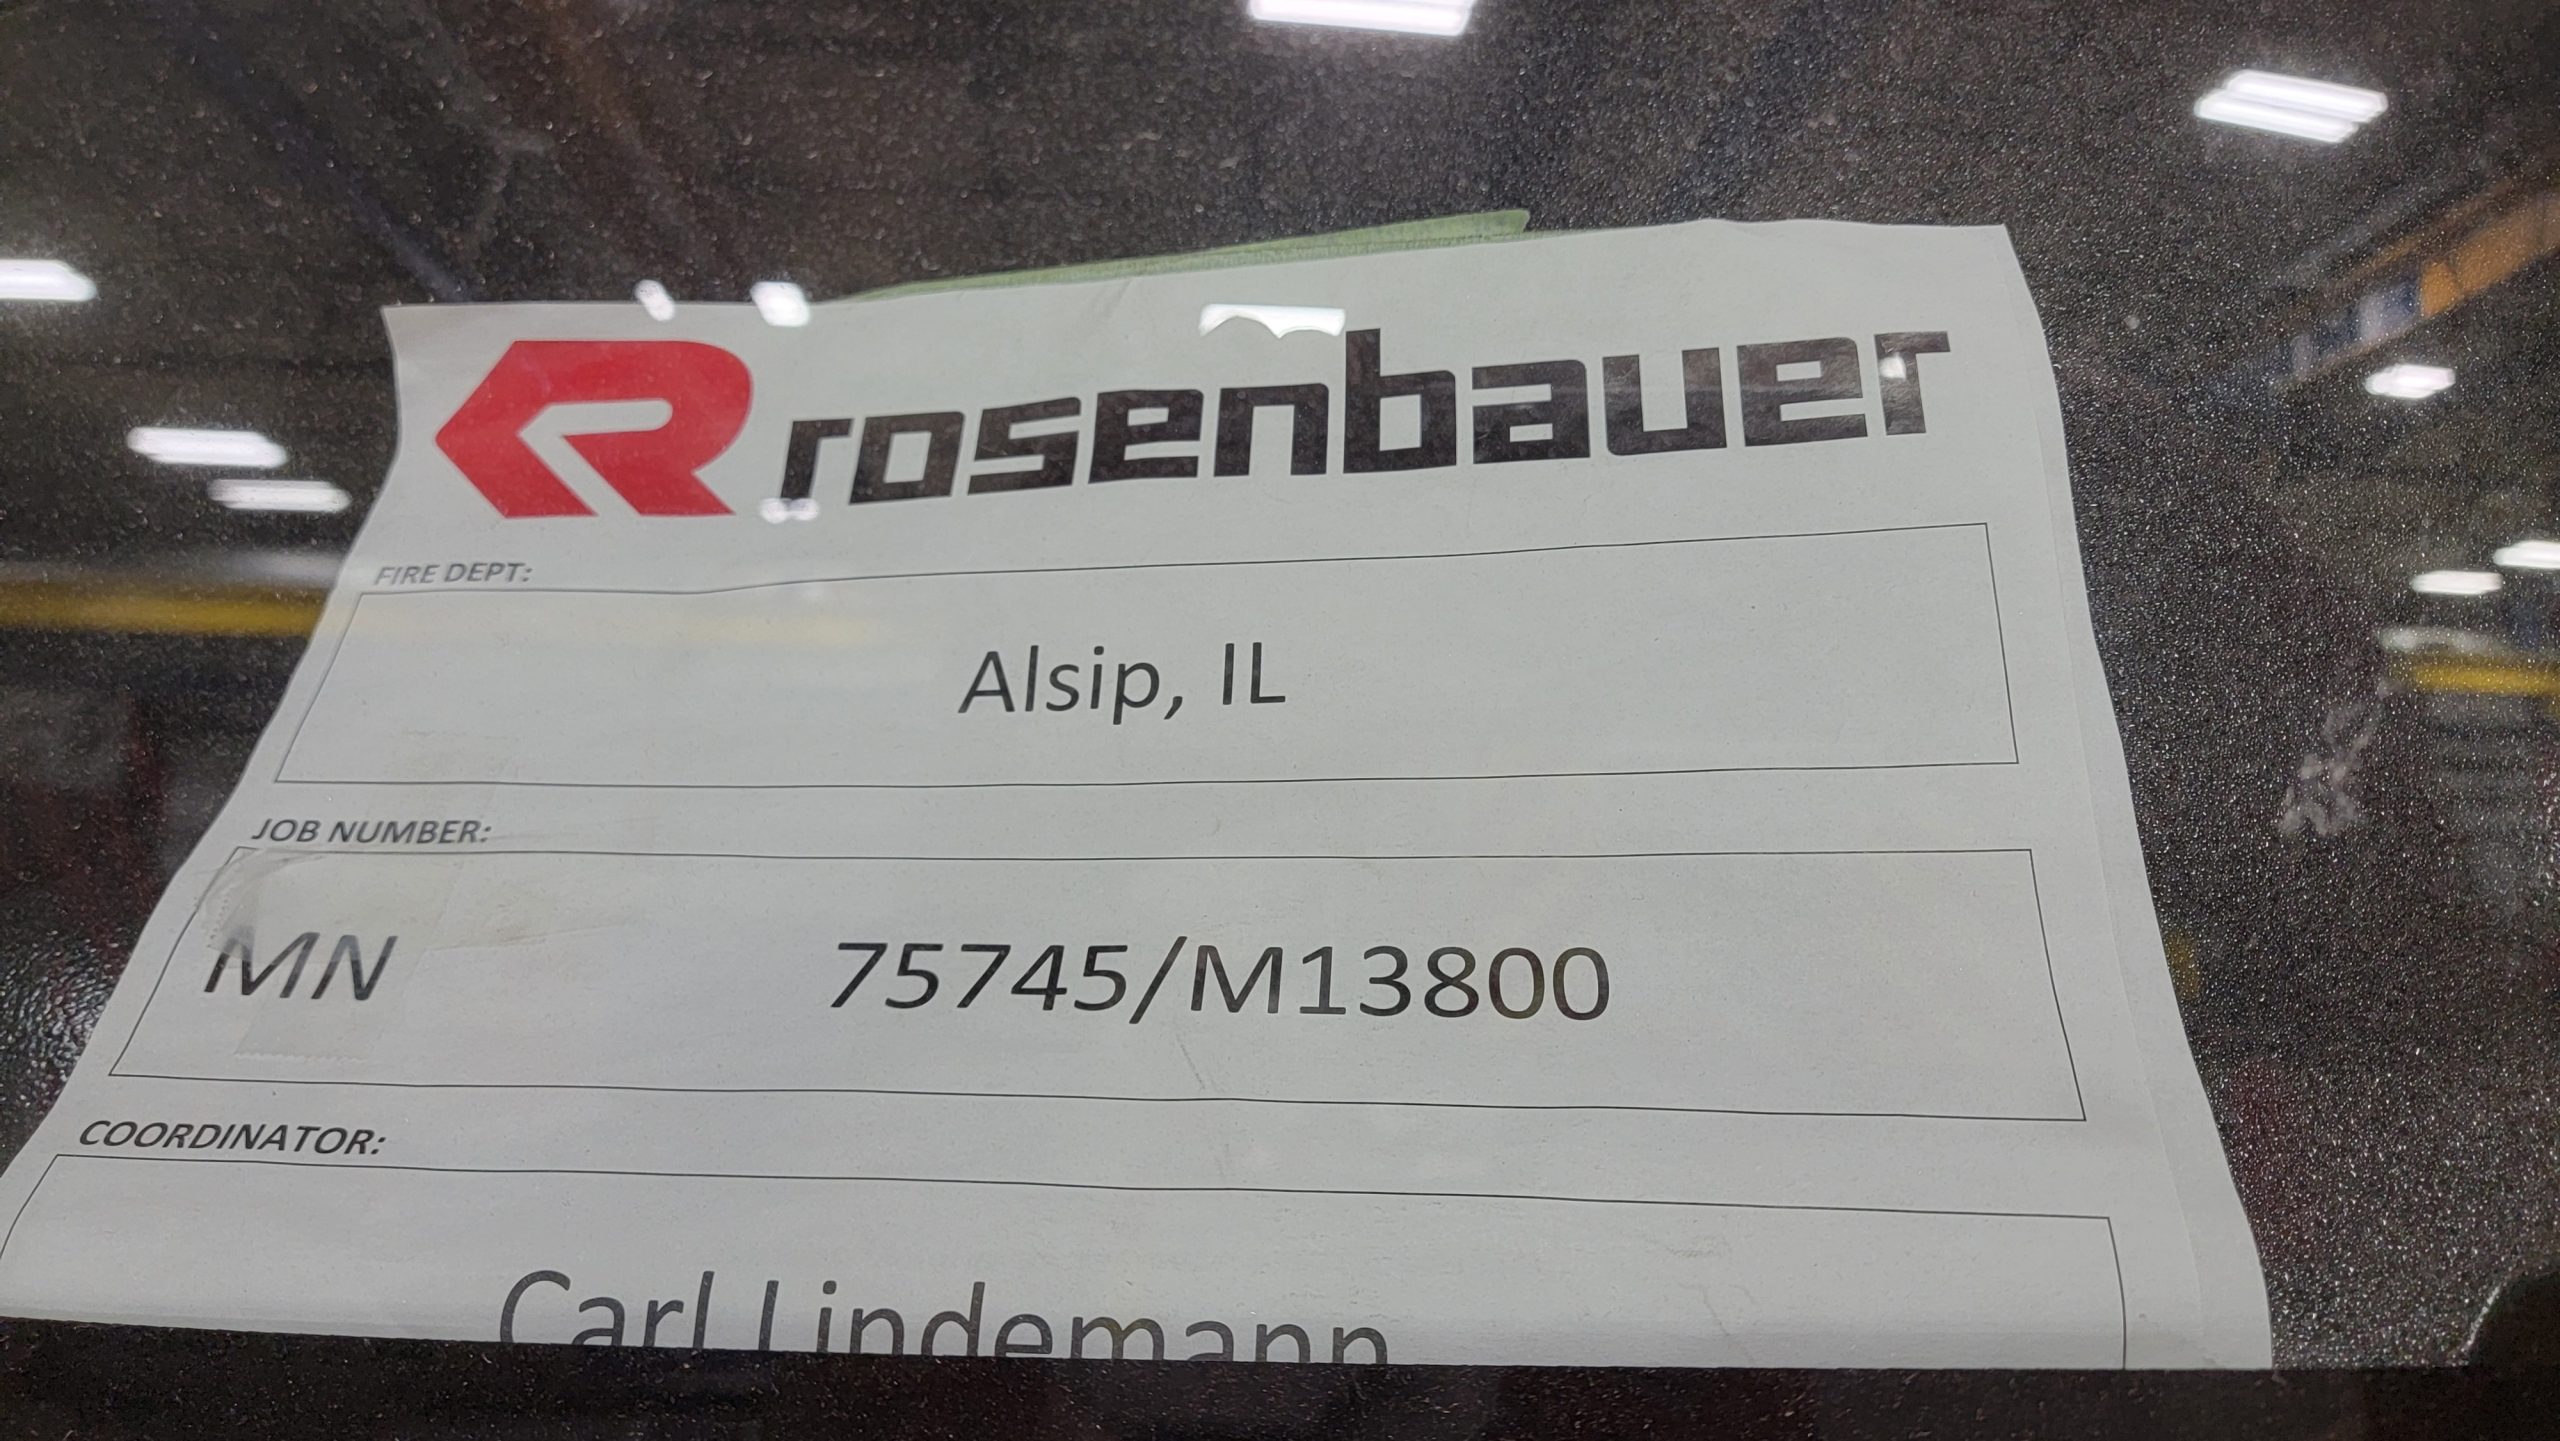 rosenbauer
FIRE DEPT:
Alsip, IL
JOB NUMBER:
MN 75745/M13800
COORDINATOR:
Carl Lindemann